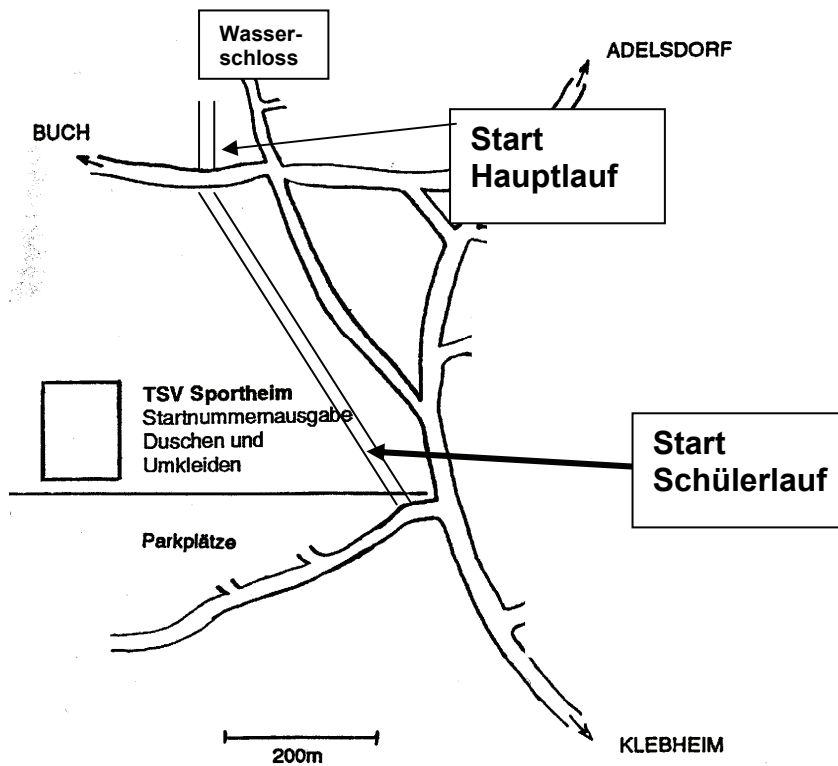 Wasser-
schloss
ADELSDORF
BUCH
Start
Hauptlauf
TSV Sportheim
Startnummernausgabe
Duschen und
Umkleiden
Start
Schülerlauf
Parkplätze
200m
KLEBHEIM